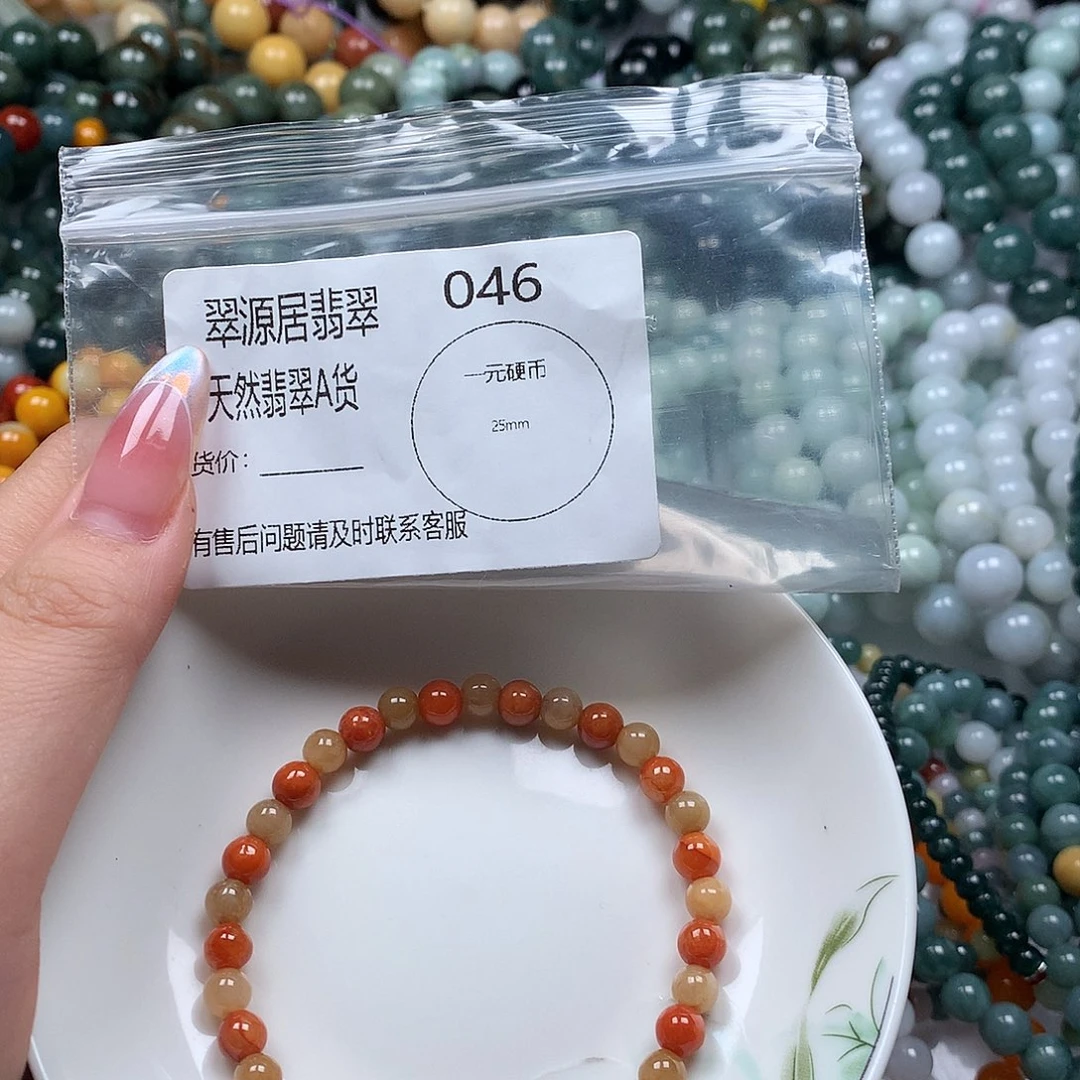 翠源居翡翠
046
天然翡翠A货
一元硬币
25mm
货价：
有售后问题请及时联系客服